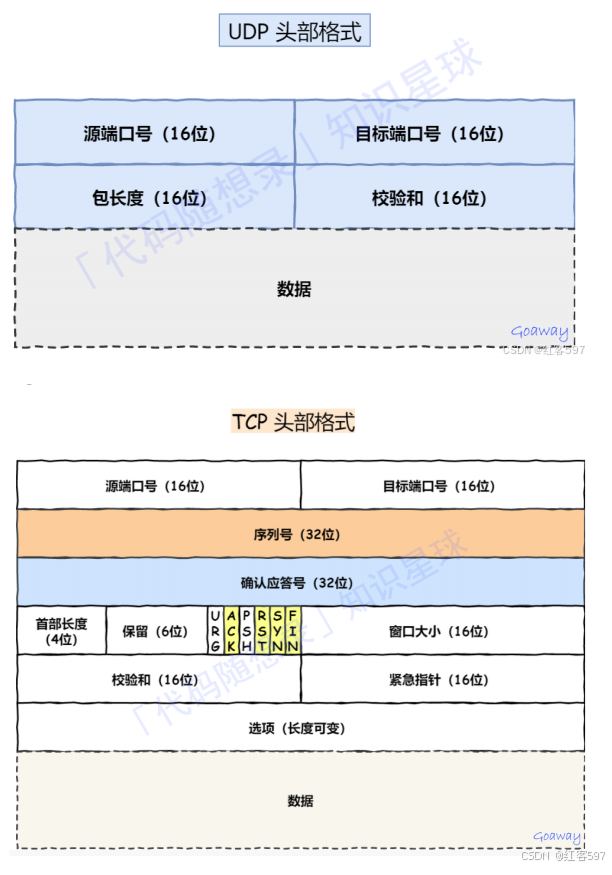 UDP 头部格式
源端口号（16位） 目标端口号（16位）
包长度（16位） 校验和（16位）
「代码随想录」知识星球
数据
Goaway
CSDN @红客597
TCP 头部格式
源端口号（16位） 目标端口号（16位）
序列号（32位）
确认应答号（32位）
首部长度
（4位）
保留（6位）
URG
ACK
PSH
RST
SYN
FIN
窗口大小（16位）
校验和（16位） 紧急指针（16位）
「代码随想录」知识星球
选项（长度可变）
数据
Goaway
CSDN @红客597